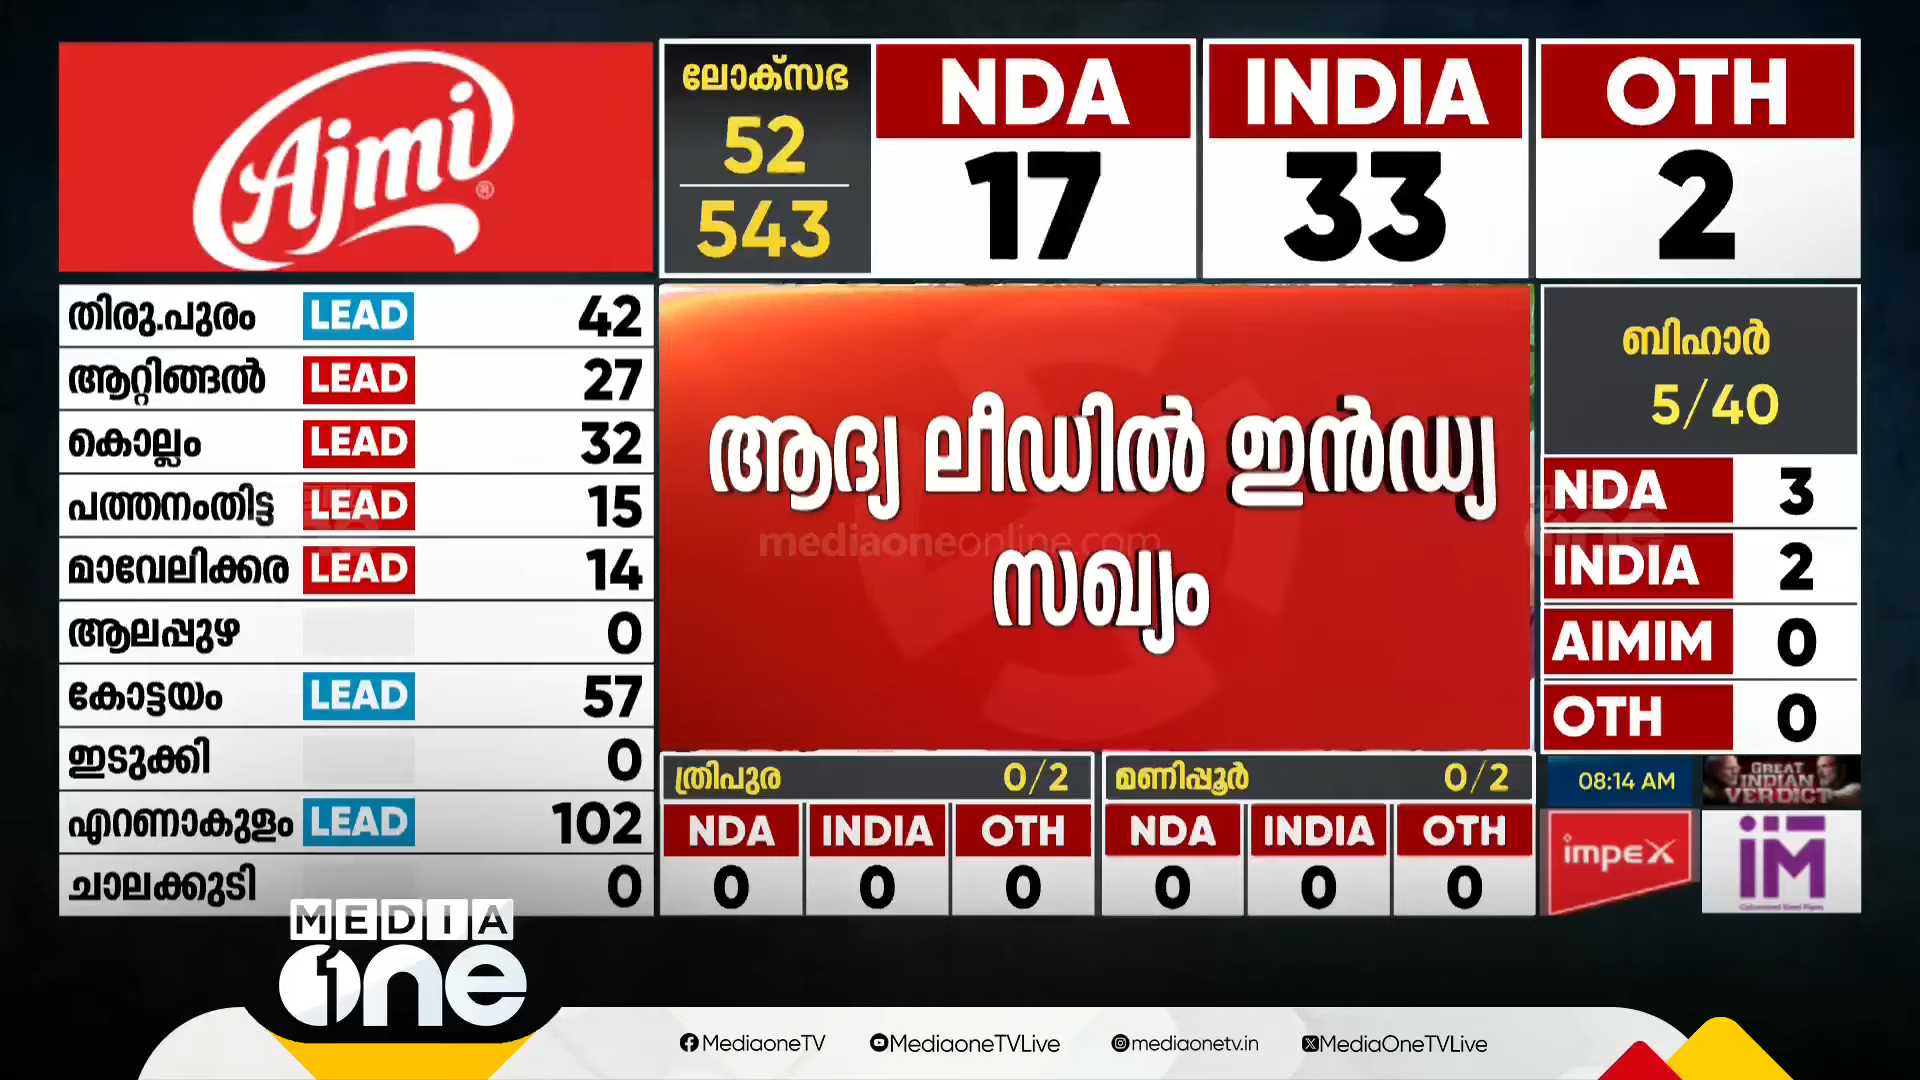 Ajmi
ലോക്സഭ
52
543
NDA
17
INDIA
33
OTH
2
തിരു.പുരം LEAD 42
ആറ്റിങ്ങൽ LEAD 27
കൊല്ലം LEAD 32
പത്തനംതിട്ട LEAD 15
മാവേലിക്കര LEAD 14
ആലപ്പുഴ 0
കോട്ടയം LEAD 57
ഇടുക്കി 0
എറണാകുളം LEAD 102
ചാലക്കുടി 0
ആദ്യ ലീഡിൽ ഇൻഡ്യ
സഖ്യം
mediaoneonline.com
ബിഹാർ
5/40
NDA 3
INDIA 2
AIMIM 0
OTH 0
ത്രിപുര 0/2
NDA INDIA OTH
0 0 0
മണിപ്പൂർ 0/2
NDA INDIA OTH
0 0 0
08:14 AM
GREAT
INDIAN
VERDICT
impex
MEDIA
one
MediaoneTV
MediaoneTVLive
mediaonetv.in
MediaOneTVLive